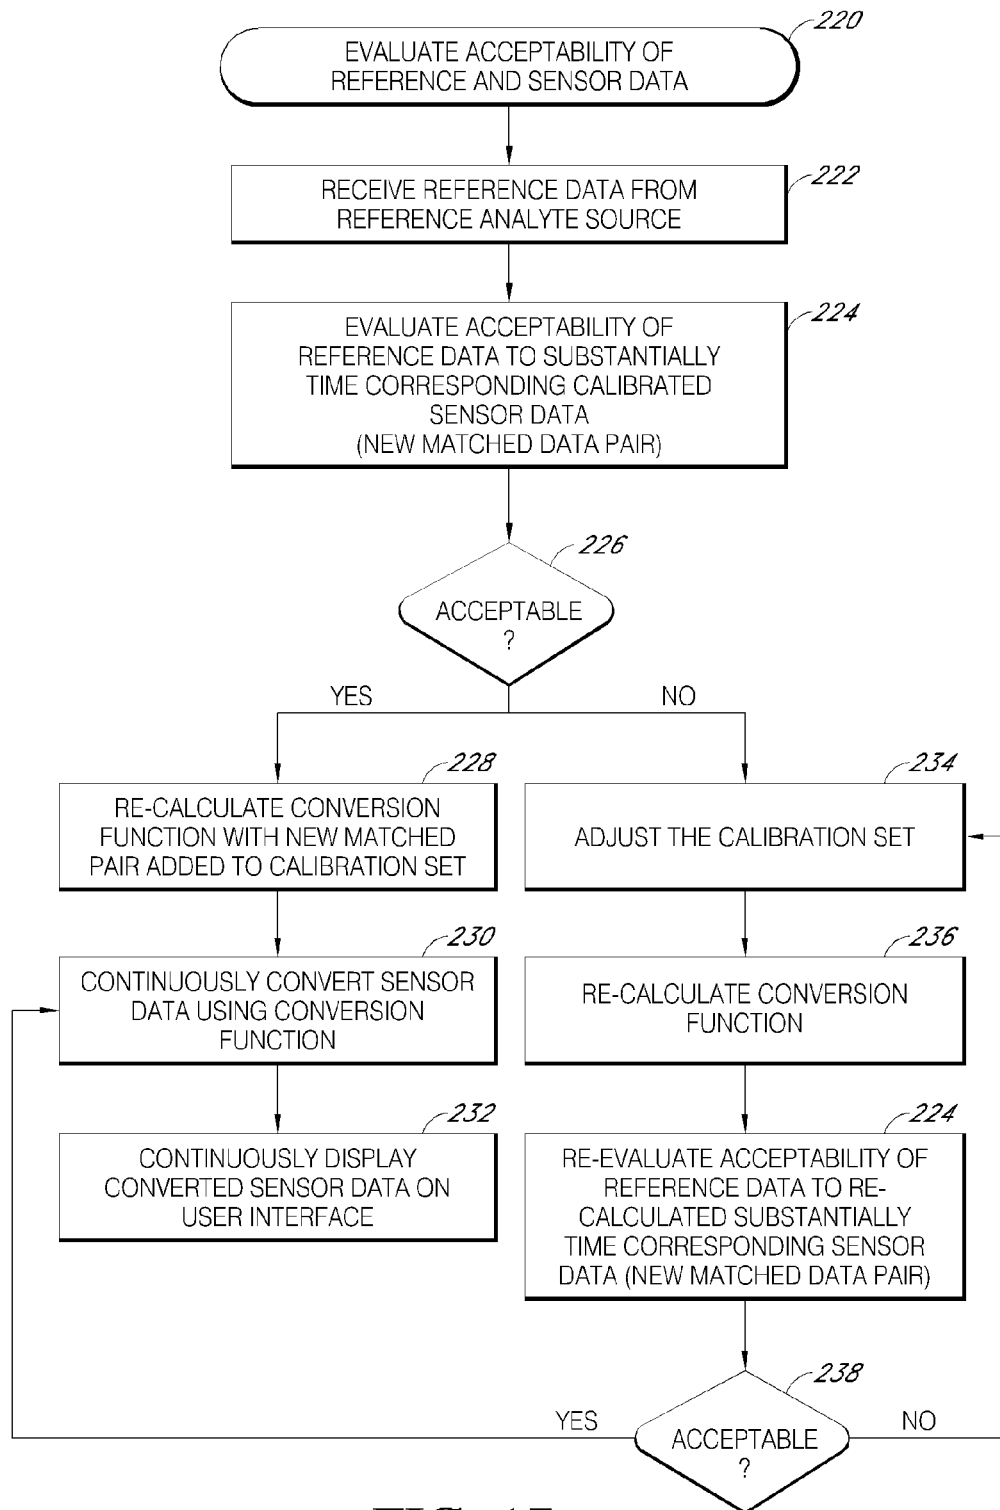 220
EVALUATE ACCEPTABILITY OF
REFERENCE AND SENSOR DATA
222
RECEIVE REFERENCE DATA FROM
REFERENCE ANALYTE SOURCE
224
EVALUATE ACCEPTABILITY OF
REFERENCE DATA TO SUBSTANTIALLY
TIME CORRESPONDING CALIBRATED
SENSOR DATA
(NEW MATCHED DATA PAIR)
226
ACCEPTABLE
?
YES
NO
228
RE-CALCULATE CONVERSION
FUNCTION WITH NEW MATCHED
PAIR ADDED TO CALIBRATION SET
234
ADJUST THE CALIBRATION SET
230
CONTINUOUSLY CONVERT SENSOR
DATA USING CONVERSION
FUNCTION
236
RE-CALCULATE CONVERSION
FUNCTION
232
CONTINUOUSLY DISPLAY
CONVERTED SENSOR DATA ON
USER INTERFACE
224
RE-EVALUATE ACCEPTABILITY OF
REFERENCE DATA TO RE-
CALCULATED SUBSTANTIALLY
TIME CORRESPONDING SENSOR
DATA (NEW MATCHED DATA PAIR)
238
YES
ACCEPTABLE
?
NO